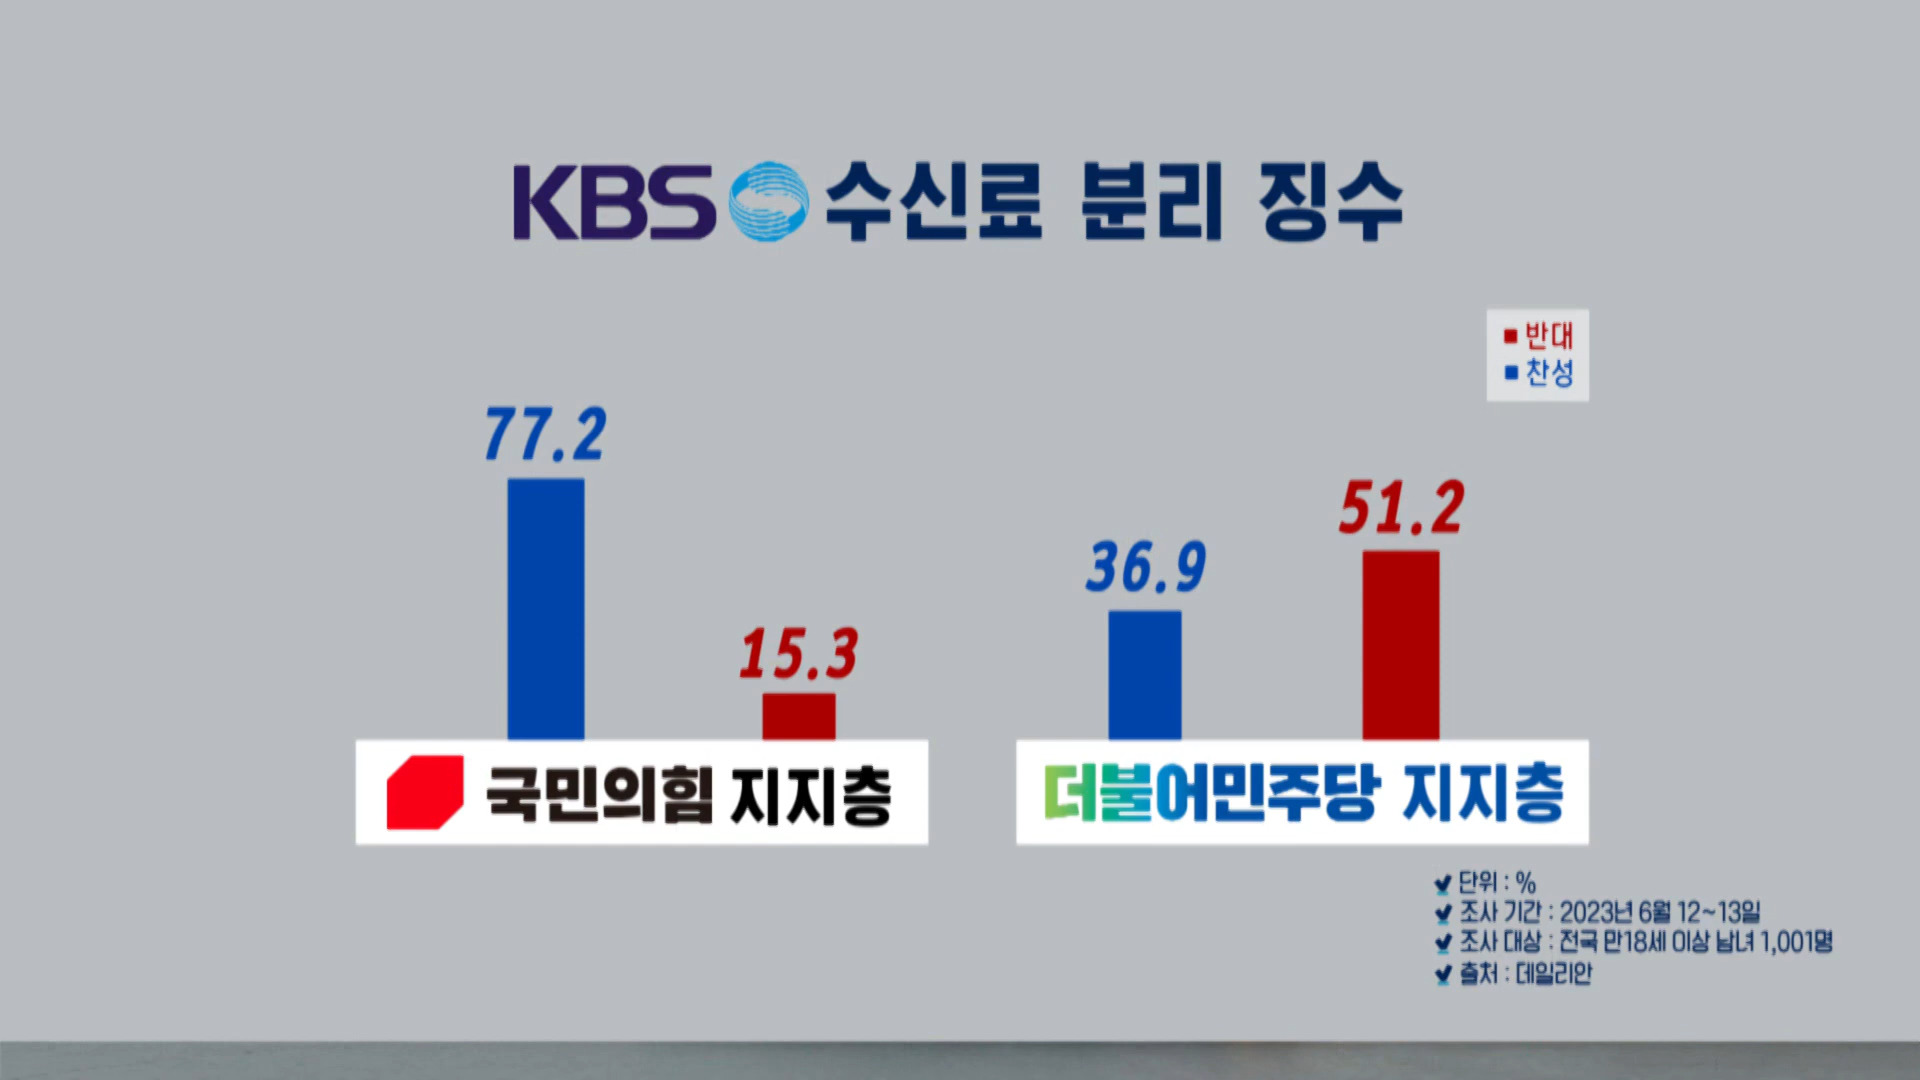 KBS 수신료 분리 징수
반대
찬성
77.2
15.3
36.9
51.2
국민의힘 지지층
더불어민주당 지지층
단위 : %
조사 기간 : 2023년 6월 12~13일
조사 대상 : 전국 만18세 이상 남녀 1,001명
출처 : 데일리안